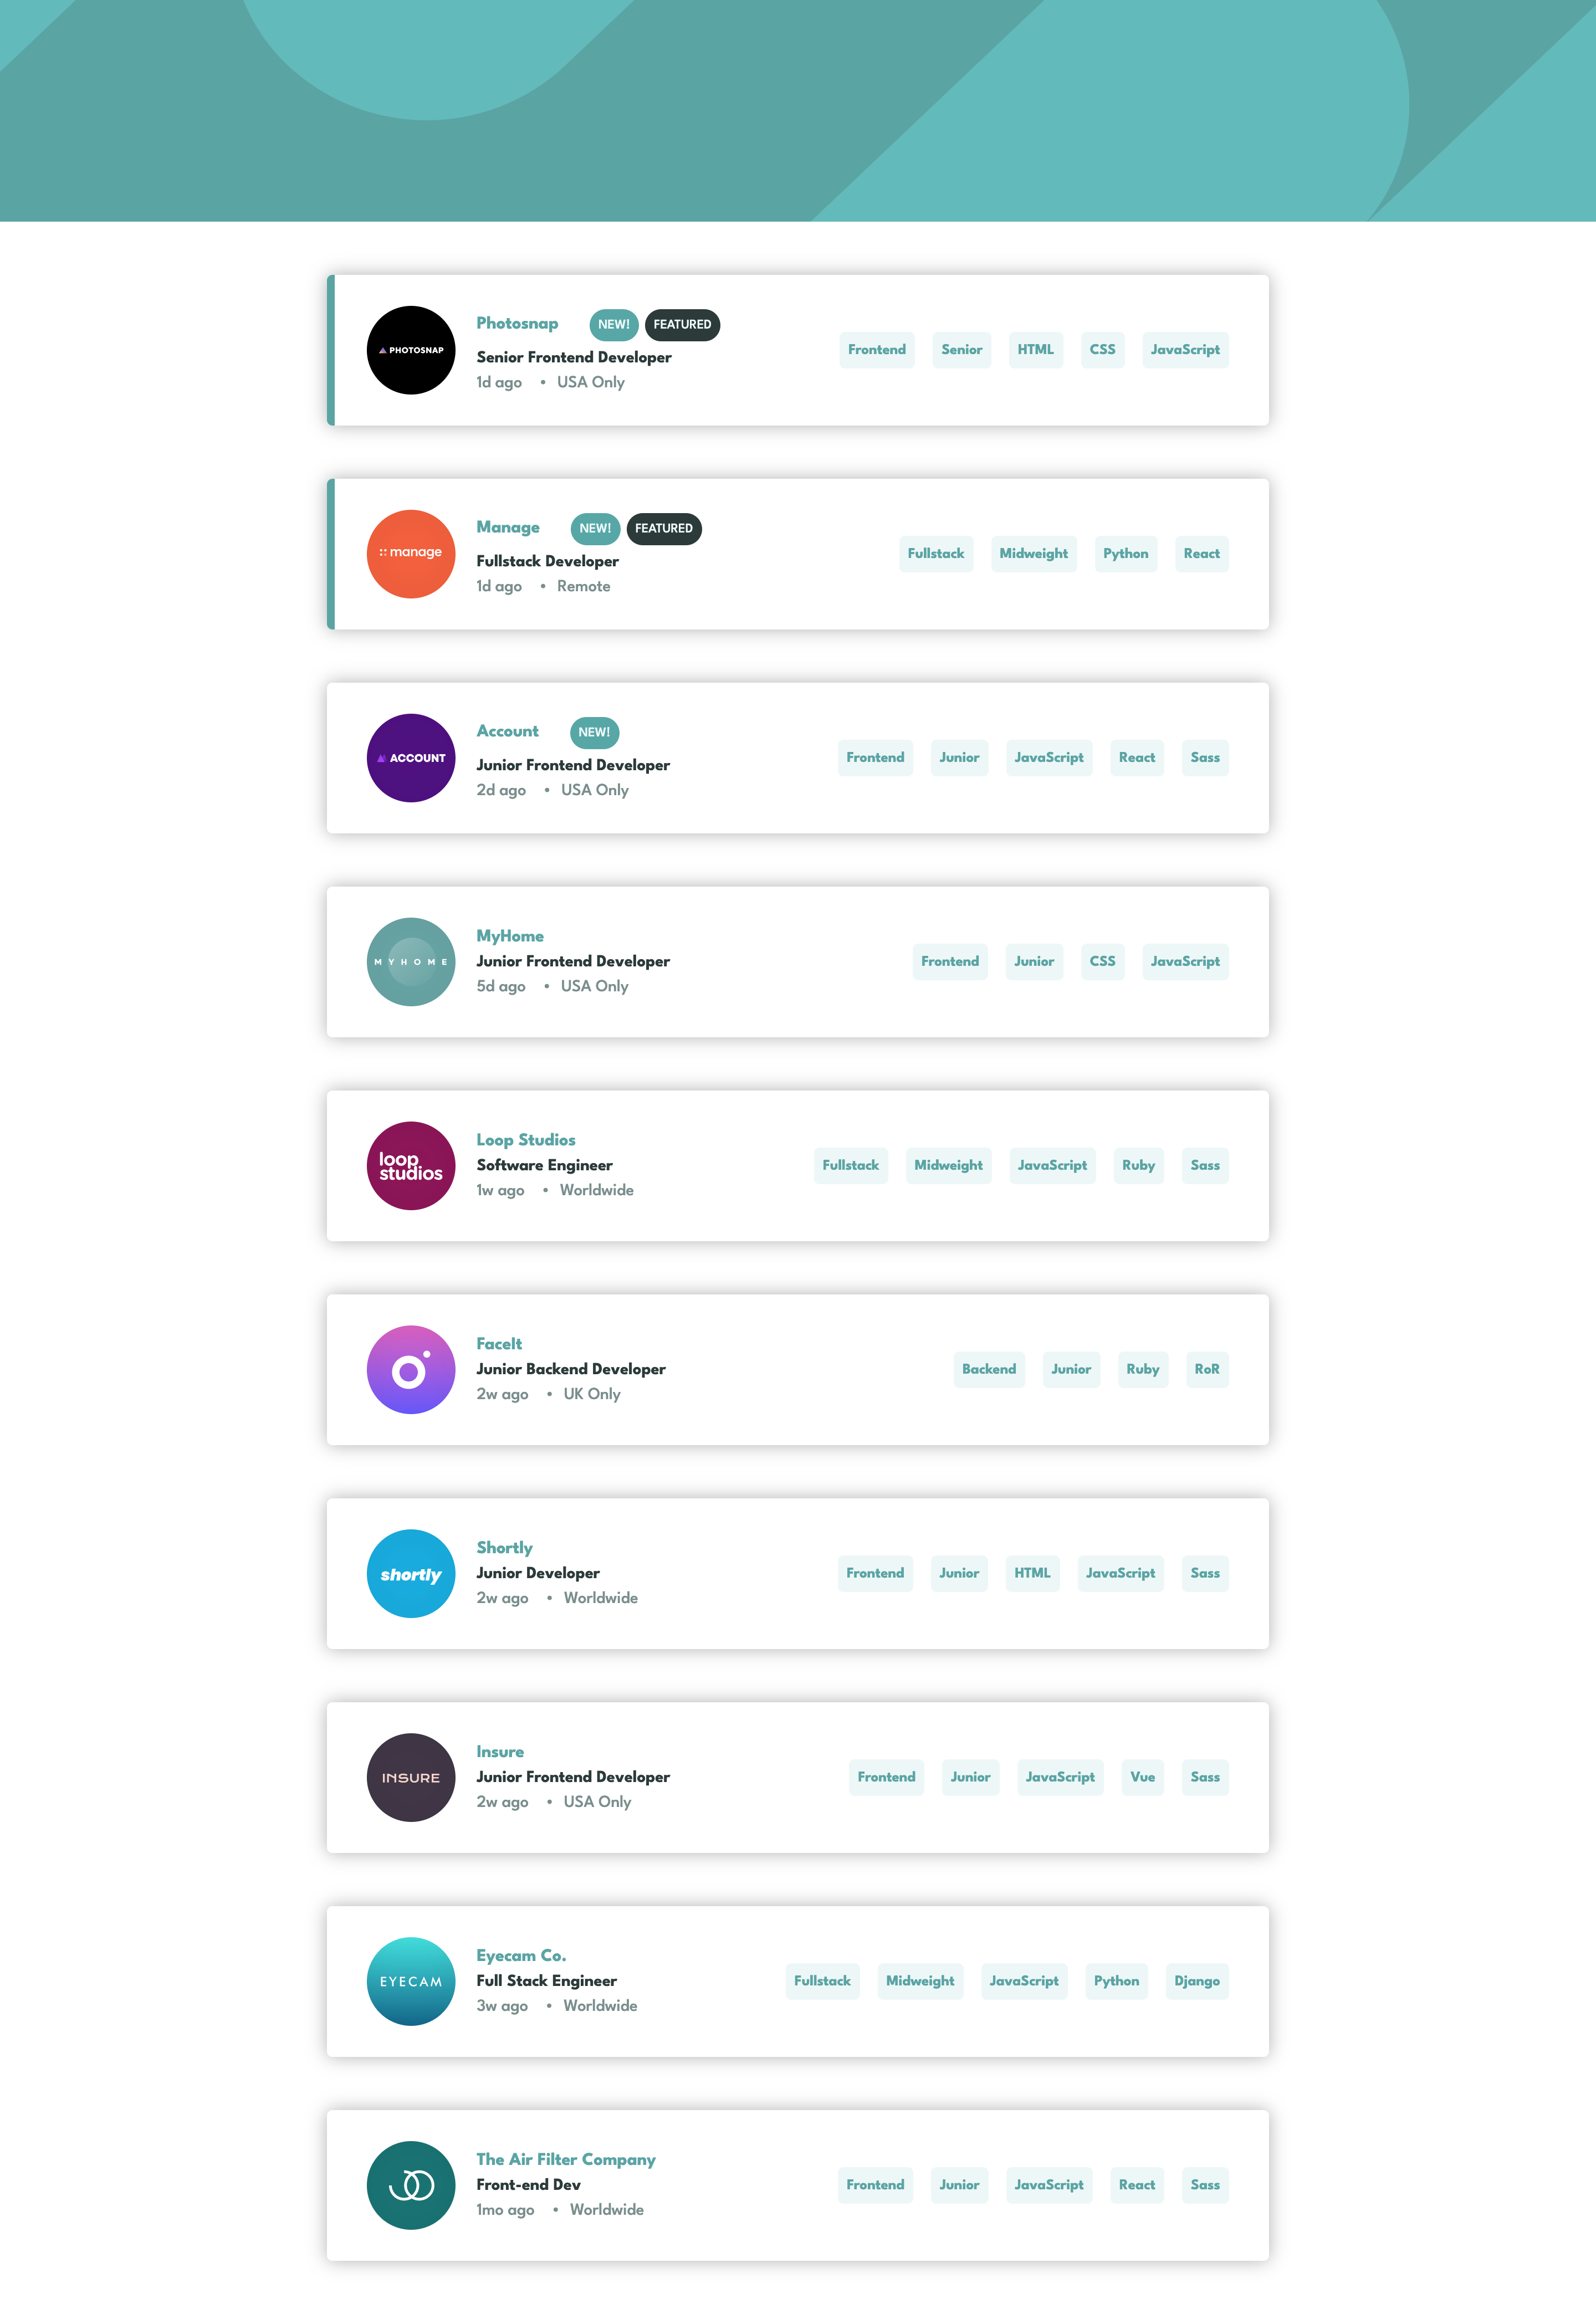 PHOTOSNAP
Photosnap NEW! FEATURED
Senior Frontend Developer
1d ago • USA Only
Frontend Senior HTML CSS JavaScript
manage
Manage NEW! FEATURED
Fullstack Developer
1d ago • Remote
Fullstack Midweight Python React
ACCOUNT
Account NEW!
Junior Frontend Developer
2d ago • USA Only
Frontend Junior JavaScript React Sass
MYHOME
MyHome
Junior Frontend Developer
5d ago • USA Only
Frontend Junior CSS JavaScript
loop
studios
Loop Studios
Software Engineer
1w ago • Worldwide
Fullstack Midweight JavaScript Ruby Sass
FaceIt
Junior Backend Developer
2w ago • UK Only
Backend Junior Ruby RoR
shortly
Shortly
Junior Developer
2w ago • Worldwide
Frontend Junior HTML JavaScript Sass
INSURE
Insure
Junior Frontend Developer
2w ago • USA Only
Frontend Junior JavaScript Vue Sass
EYECAM
Eyecam Co.
Full Stack Engineer
3w ago • Worldwide
Fullstack Midweight JavaScript Python Django
The Air Filter Company
Front-end Dev
1mo ago • Worldwide
Frontend Junior JavaScript React Sass